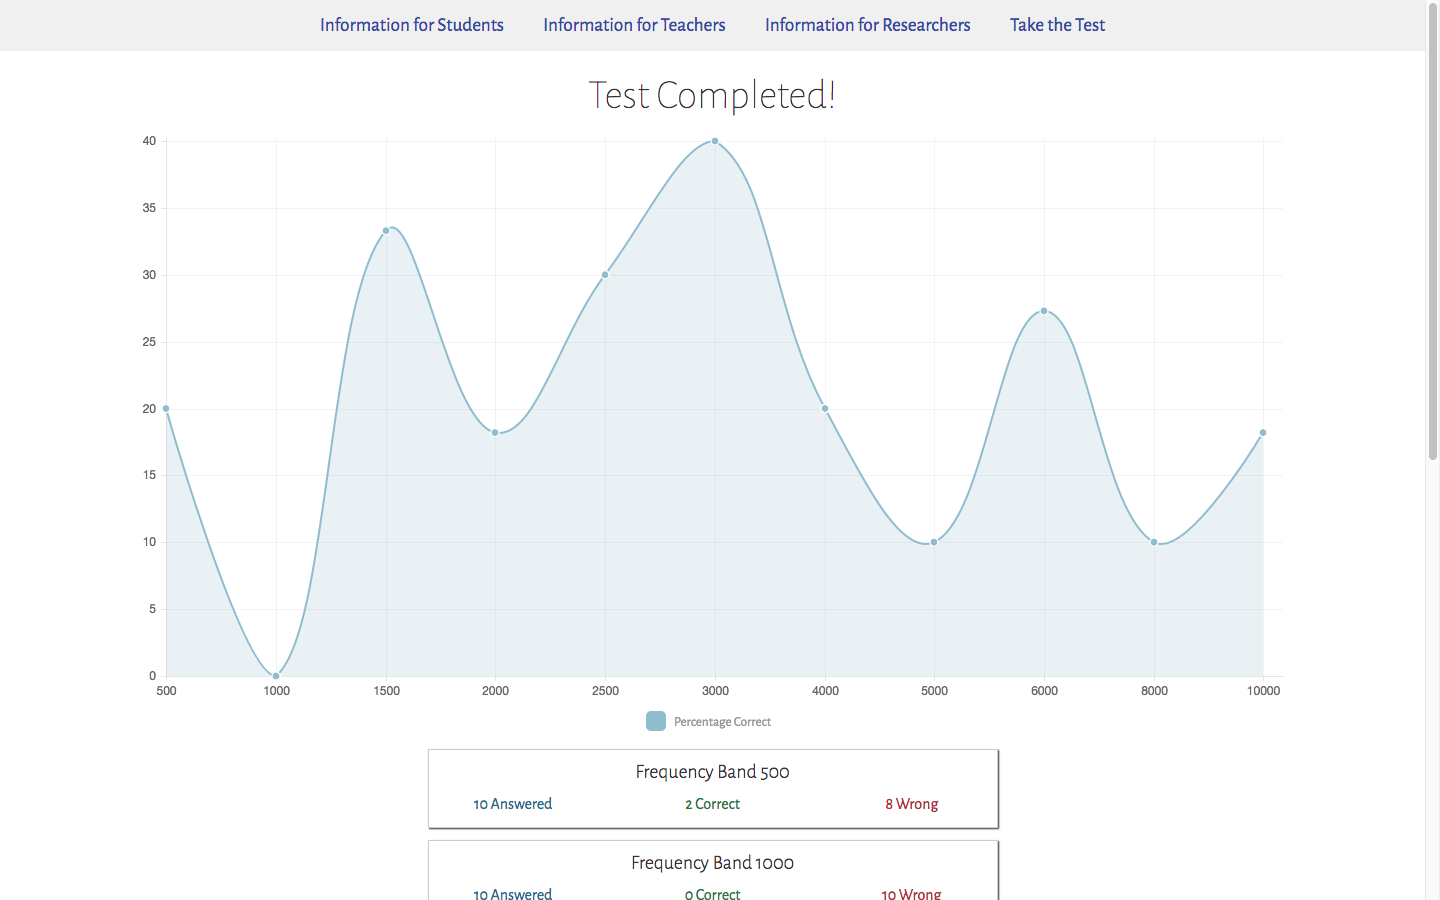 Information for Students Information for Teachers Information for Researchers Take the Test
Test Completed!
40
35
30
25
20
15
10
5
0
500 1000 1500 2000 2500 3000 4000 5000 6000 8000 10000
Percentage Correct
Frequency Band 500
10 Answered 2 Correct 8 Wrong
Frequency Band 1000
10 Answered 0 Correct 10 Wrong